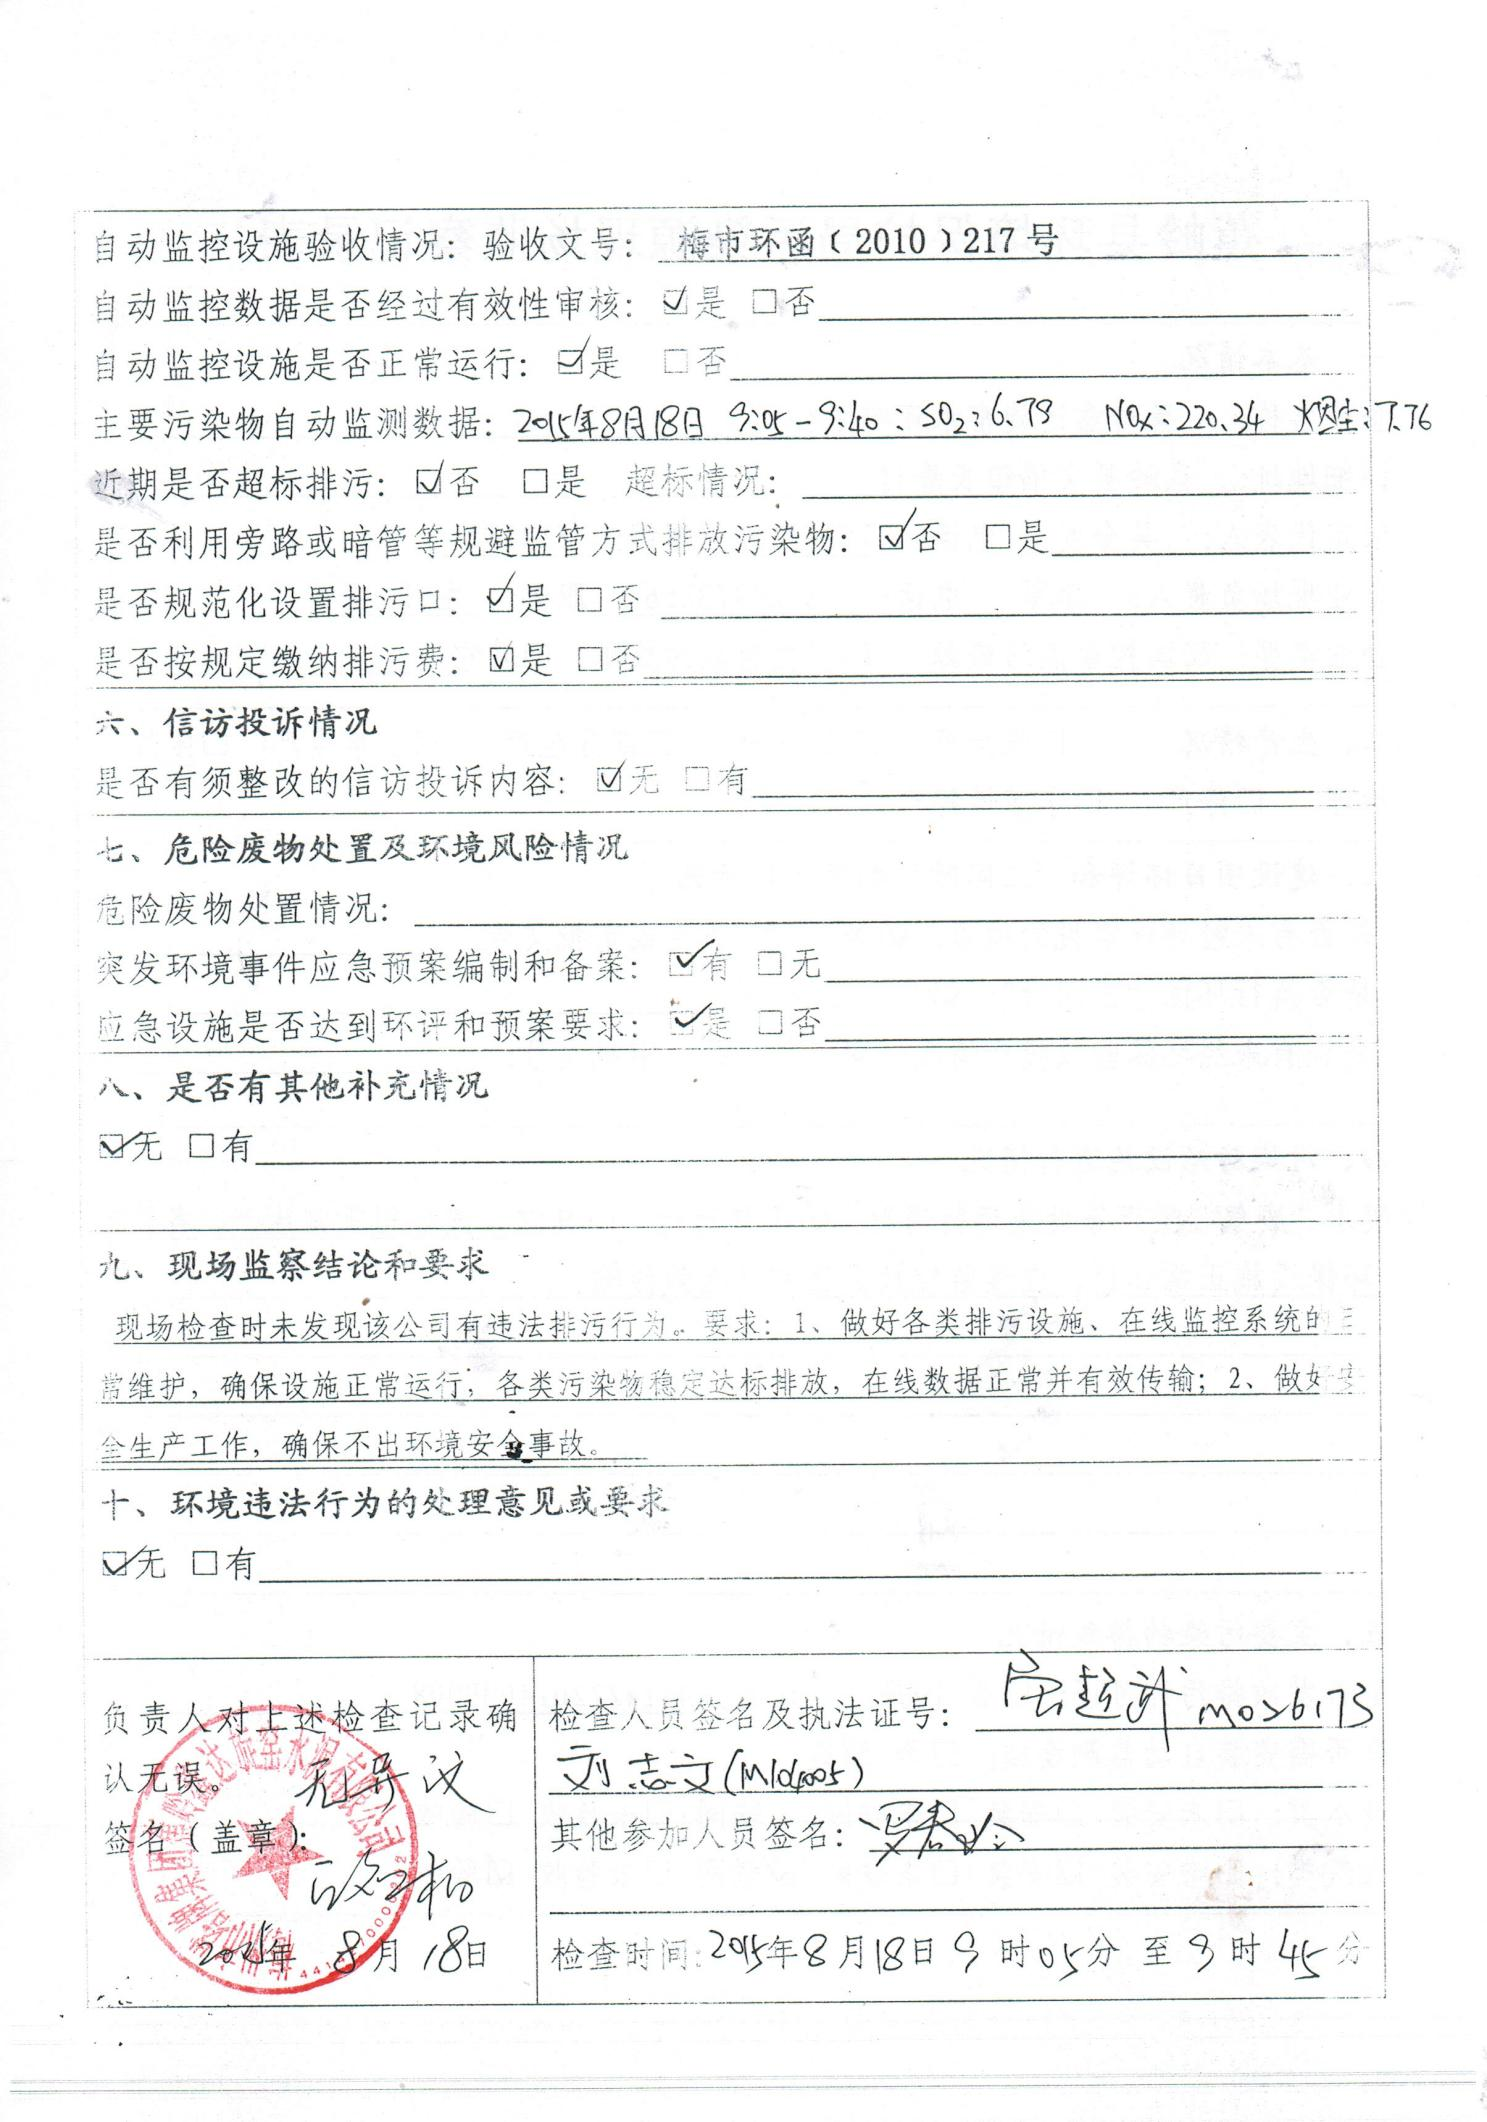 自动监控设施验收情况：验收文号： 梅市环函（2010）217号
自动监控数据是否经过有效性审核：☑是 □否
自动监控设施是否正常运行：☑是 □否
主要污染物自动监测数据：2015年8月18日 9:05-9:40：SO2:6.79 NOx:220.34 烟尘:7.76
近期是否超标排污：☑否 □是 超标情况：
是否利用旁路或暗管等规避监管方式排放污染物：☑否 □是
是否规范化设置排污口：☑是 □否
是否按规定缴纳排污费：☑是 □否
六、信访投诉情况
是否有须整改的信访投诉内容：☑无 □有
七、危险废物处置及环境风险情况
危险废物处置情况：
突发环境事件应急预案编制和备案：☑有 □无
应急设施是否达到环评和预案要求：☑是 □否
八、是否有其他补充情况
☑无 □有
九、现场监察结论和要求
现场检查时未发现该公司有违法排污行为。要求：1、做好各类排污设施、在线监控系统的日
常维护，确保设施正常运行，各类污染物稳定达标排放，在线数据正常并有效传输；2、做好安
全生产工作，确保不出环境安全事故。
十、环境违法行为的处理意见或要求
☑无 □有
负责人对上述检查记录确
认无误。 无异议
签名（盖章）：
2015年 8月 18日
检查人员签名及执法证号： M026173
刘志文(M104005)
其他参加人员签名：
检查时间：2015年8月18日9时05分至9时45分